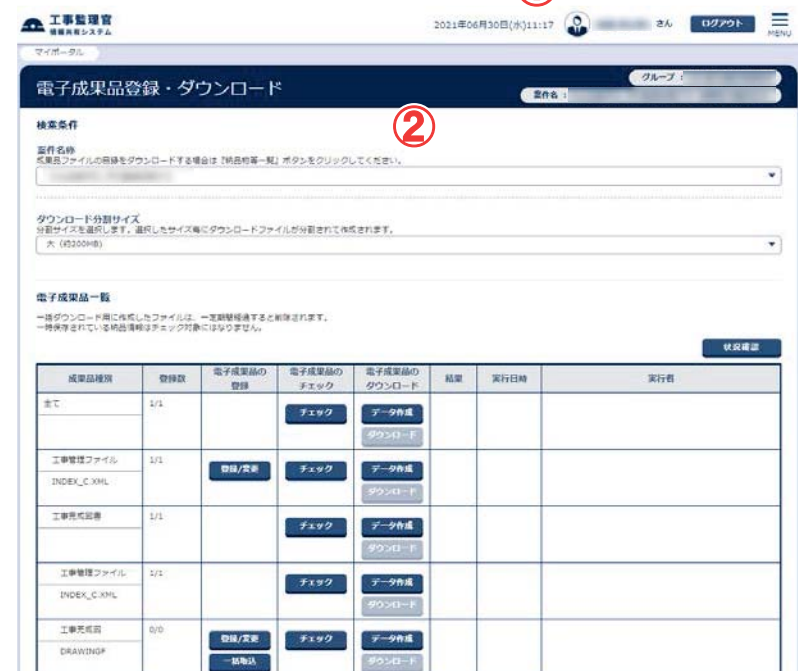 工事監理官
情報共有システム
2021年06月30日(水)11:17
さん
ログアウト
MENU
マイポータル
電子成果品登録・ダウンロード
グループ：
案件名：
②
検索条件
案件名称
成果品ファイルの目録をダウンロードする場合は『納品物等一覧』ボタンをクリックしてください。
ダウンロード分割サイズ
分割サイズを選択します。選択したサイズ毎にダウンロードファイルが分割されて作成されます。
大（約200MB）
電子成果品一覧
一括ダウンロード用に作成したファイルは、一定期間経過すると削除されます。
一時保存されている納品情報はチェック対象にはなりません。
状況確認
成果品種別 登録数 電子成果品の登録 電子成果品のチェック 電子成果品のダウンロード 結果 実行日時 実行者
全て 1/1 チェック データ作成
ダウンロード
工事管理ファイル 1/1 登録/変更 チェック データ作成
INDEX_C.XML ダウンロード
工事完成図書 1/1 チェック データ作成
ダウンロード
工事管理ファイル 1/1 チェック データ作成
INDEX_C.XML ダウンロード
工事完成図 0/0 登録/変更 チェック データ作成
DRAWINGF 一括取込 ダウンロード